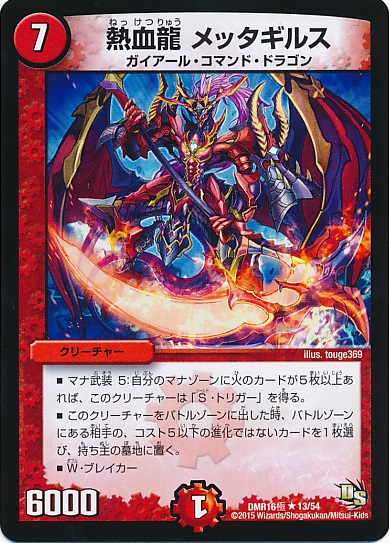 7
ねっけつりゅう
熱血龍 メッタギルス
ガイアール・コマンド・ドラゴン
クリーチャー
illus. touge369
■マナ武装 5:自分のマナゾーンに火のカードが5枚以上あ
れば、このクリーチャーは「S・トリガー」を得る。
■このクリーチャーをバトルゾーンに出した時、バトルゾーン
にある相手の、コスト5以下の進化ではないカードを1枚選
び、持ち主の墓地に置く。
■W・ブレイカー
6000
1
DS
DMR16極 ★ 13/54
©2015 Wizards/Shogakukan/Mitsui-Kids